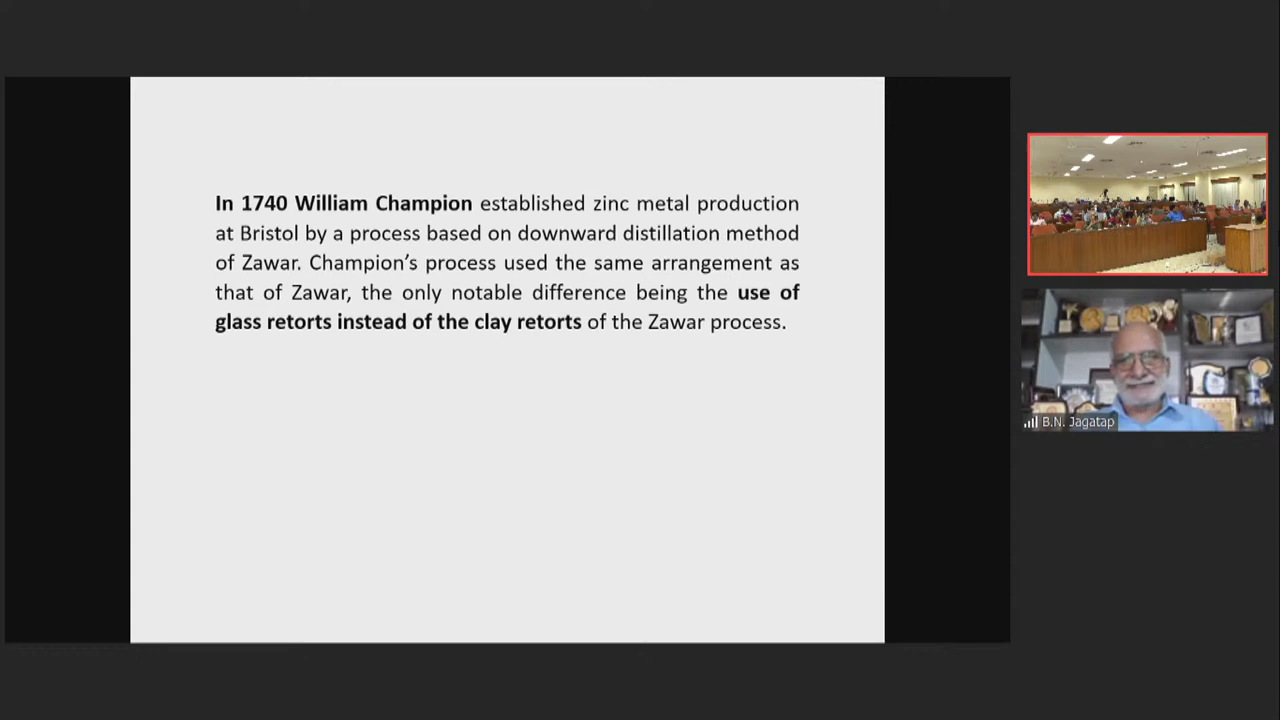 In 1740 William Champion established zinc metal production
at Bristol by a process based on downward distillation method
of Zawar. Champion’s process used the same arrangement as
that of Zawar, the only notable difference being the use of
glass retorts instead of the clay retorts of the Zawar process.
B.N. Jagatap